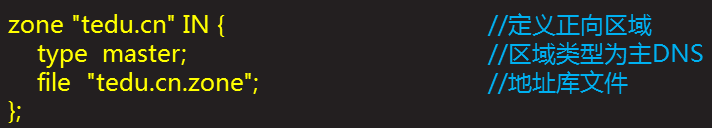 zone "tedu.cn" IN {                    //定义正向区域
    type  master;                      //区域类型为主DNS
    file  "tedu.cn.zone";              //地址库文件
};